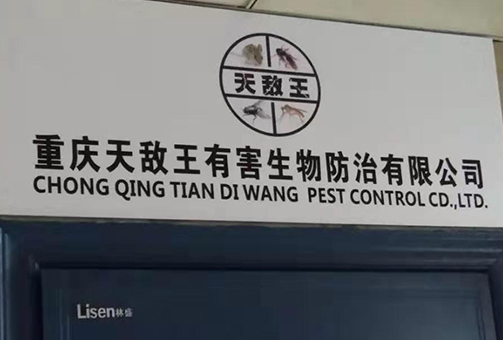 天敌王
重庆天敌王有害生物防治有限公司
CHONG QING TIAN DI WANG PEST CONTROL CD.,LTD.
Lisen林盛